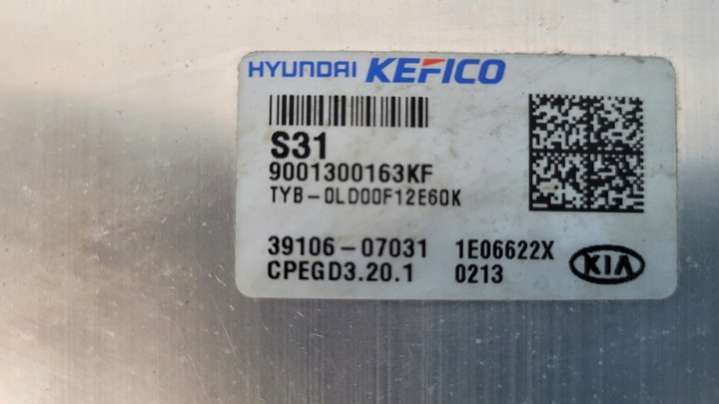 HYUNDAI KEFICO
S31
9001300163KF
TYB-0LD00F12E60K
39106-07031 1E06622X
CPEGD3.20.1 0213
KIA